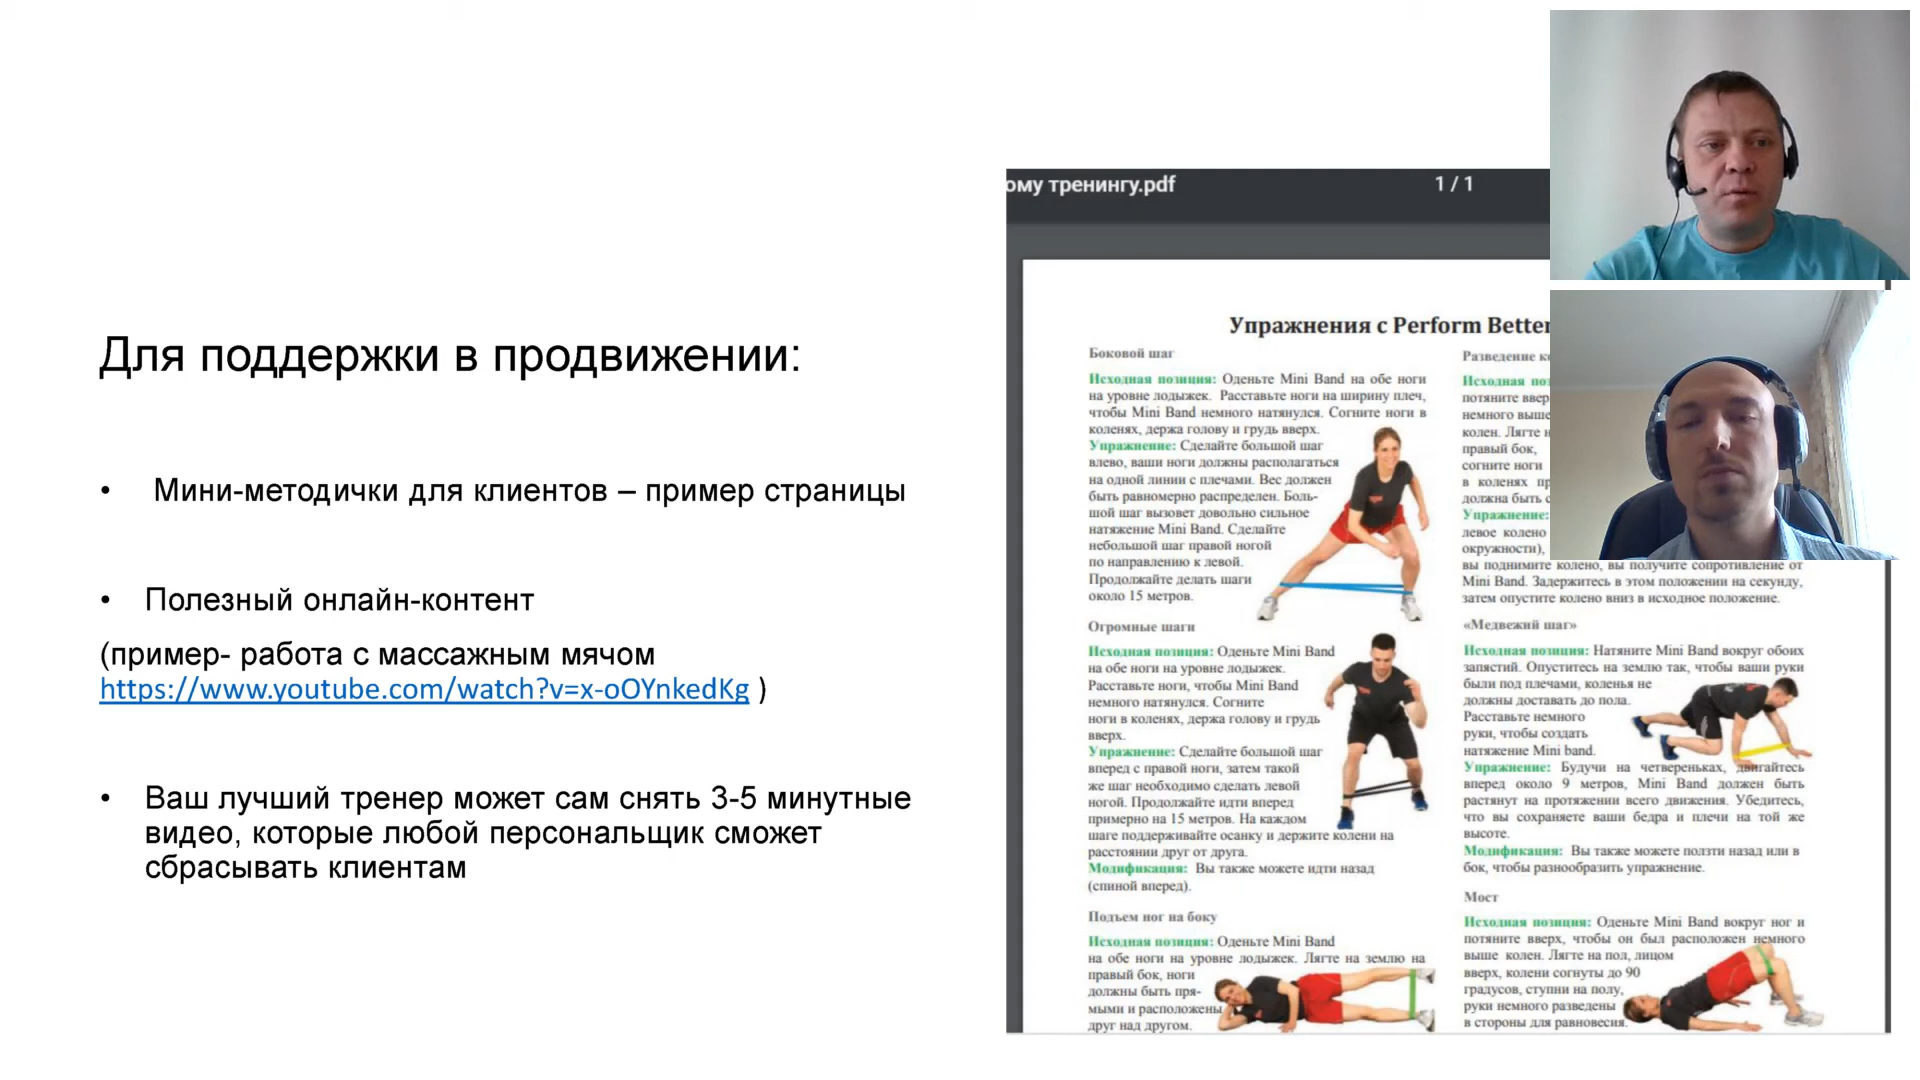 Для поддержки в продвижении:
• Мини-методички для клиентов – пример страницы
• Полезный онлайн-контент
(пример- работа с массажным мячом
https://www.youtube.com/watch?v=x-oOYnkedKg )
• Ваш лучший тренер может сам снять 3-5 минутные
видео, которые любой персональщик сможет
сбрасывать клиентам
ому тренингу.pdf
1 / 1
Упражнения с Perform Better
Боковой шаг
Исходная позиция: Оденьте Mini Band на обе ноги
на уровне лодыжек. Расставьте ноги на ширину плеч,
чтобы Mini Band немного натянулся. Согните ноги в
коленях, держа голову и грудь вверх.
Упражнение: Сделайте большой шаг
влево, ваши ноги должны располагаться
на одной линии с плечами. Вес должен
быть равномерно распределен. Боль-
шой шаг вызовет довольно сильное
натяжение Mini Band. Сделайте
небольшой шаг правой ногой
по направлению к левой.
Продолжайте делать шаги
около 15 метров.
Огромные шаги
Исходная позиция: Оденьте Mini Band
на обе ноги на уровне лодыжек.
Расставьте ноги, чтобы Mini Band
немного натянулся. Согните
ноги в коленях, держа голову и грудь
вверх.
Упражнение: Сделайте большой шаг
вперед с правой ноги, затем такой
же шаг необходимо сделать левой
ногой. Продолжайте идти вперед
примерно на 15 метров. На каждом
шаге поддерживайте осанку и держите колени на
расстоянии друг от друга.
Модификация: Вы также можете идти назад
(спиной вперед).
Подъем ног на боку
Исходная позиция: Оденьте Mini Band
на обе ноги на уровне лодыжек. Лягте на землю на
правый бок, ноги
должны быть пря-
мыми и расположены
друг над другом.
Разведение
Исходная
потяните
немного выше
колен. Лягте
правый бок,
согните ноги
в коленях
должна быть
Упражнение:
левое колено
окружности),
вы поднимите колено, вы получите сопротивление от
Mini Band. Задержитесь в этом положении на секунду,
затем опустите колено вниз в исходное положение.
«Медвежий шаг»
Исходная позиция: Натяните Mini Band вокруг обоих
запястий. Опуститесь на землю так, чтобы ваши руки
были под плечами, коленья не
должны доставать до пола.
Расставьте немного
руки, чтобы создать
натяжение Mini band.
Упражнение: Будучи на четвереньках, двигайтесь
вперед около 9 метров, Mini Band должен быть
растянут на протяжении всего движения. Убедитесь,
что вы сохраняете ваши бедра и плечи на той же
высоте.
Модификация: Вы также можете ползти назад или в
бок, чтобы разнообразить упражнение.
Мост
Исходная позиция: Оденьте Mini Band вокруг ног и
потяните вверх, чтобы он был расположен немного
выше колен. Лягте на пол, лицом
вверх, колени согнуты до 90
градусов, ступни на полу,
руки немного разведены
в стороны для равновесия.